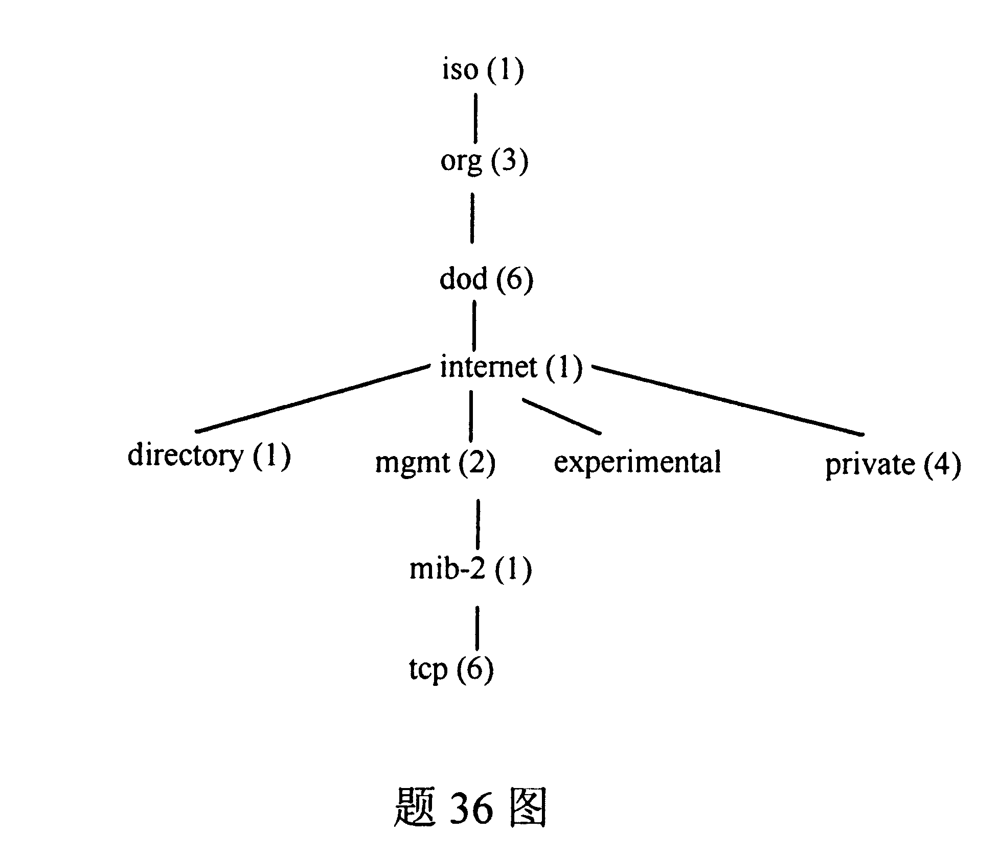 iso (1)
org (3)
dod (6)
internet (1)
directory (1) mgmt (2) experimental private (4)
mib-2 (1)
tcp (6)
题 36 图